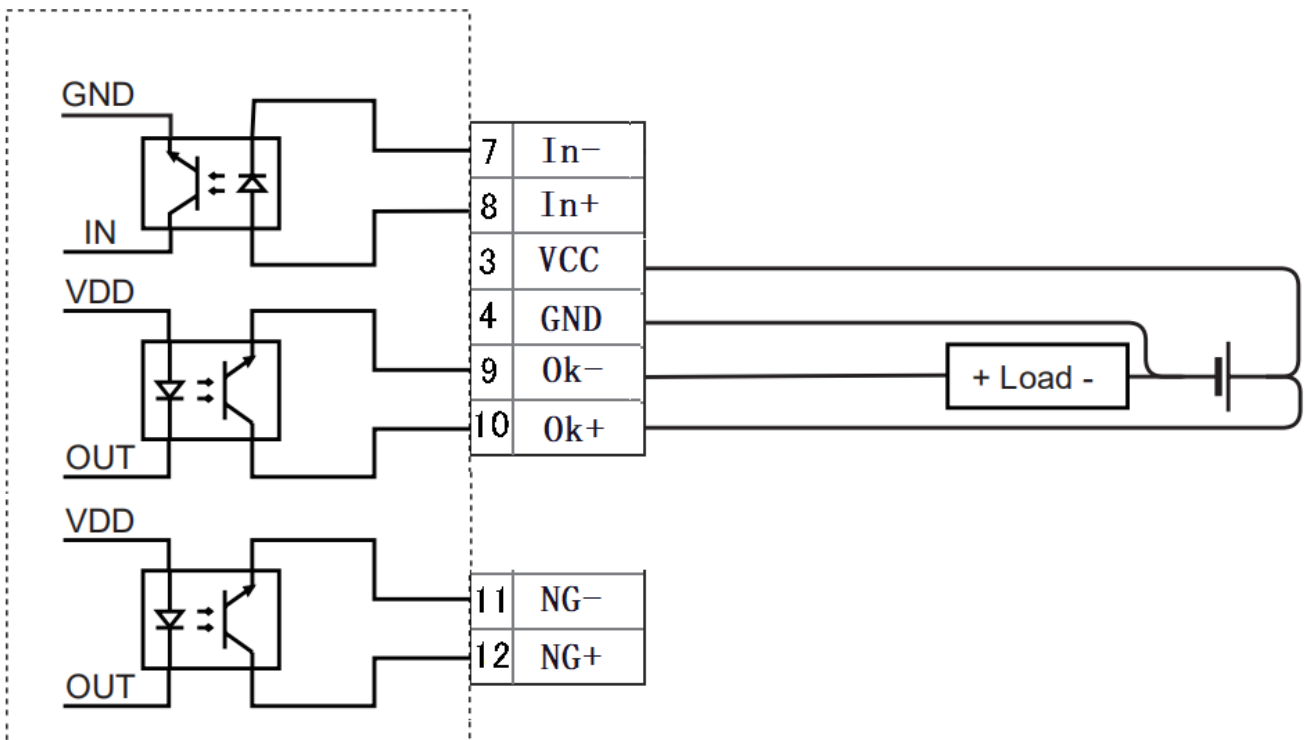 GND
IN
VDD
OUT
VDD
OUT
7 In-
8 In+
3 VCC
4 GND
9 Ok-
10 Ok+
11 NG-
12 NG+
+ Load -